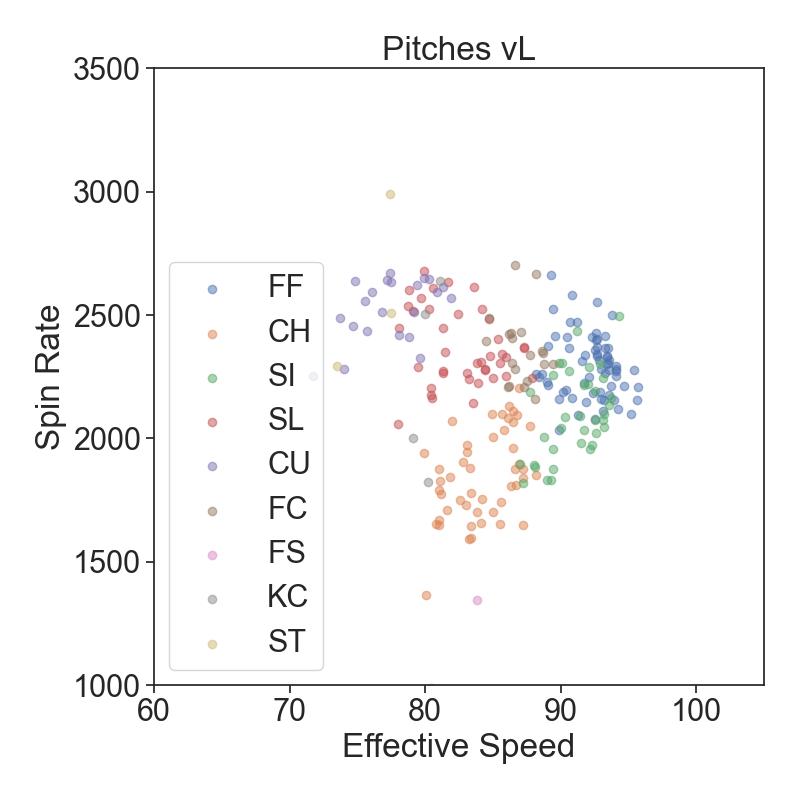 Pitches vL
3500
3000
2500
2000
1500
1000
Spin Rate
FF
CH
SI
SL
CU
FC
FS
KC
ST
60 70 80 90 100
Effective Speed